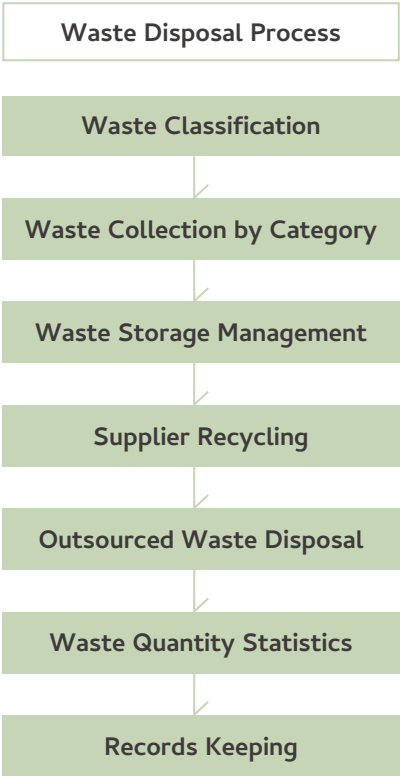 Waste Disposal Process
Waste Classification
Waste Collection by Category
Waste Storage Management
Supplier Recycling
Outsourced Waste Disposal
Waste Quantity Statistics
Records Keeping